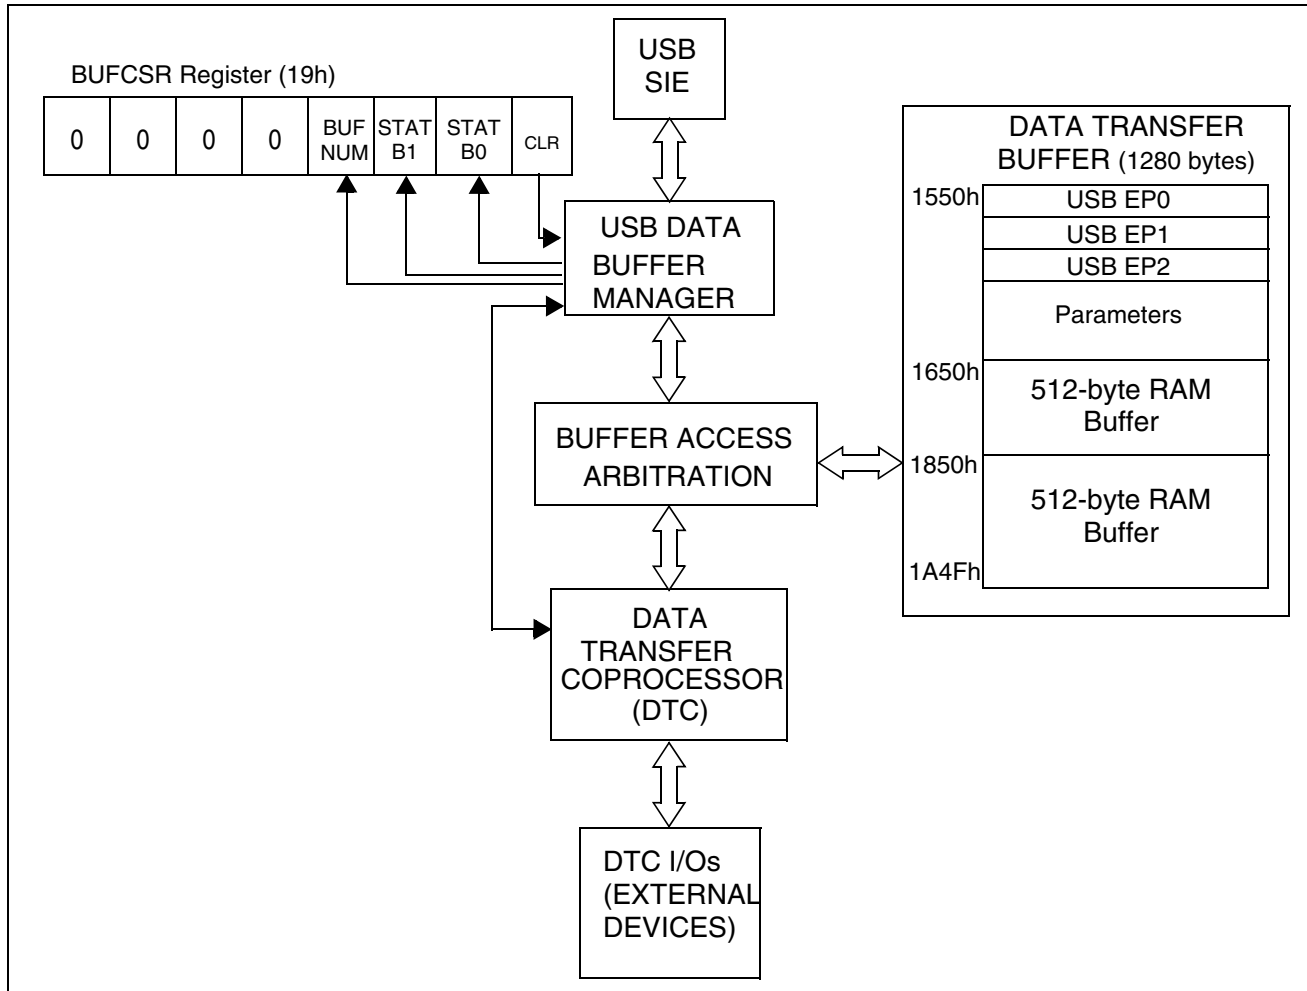 BUFCSR Register (19h)
0 0 0 0 BUF NUM STAT B1 STAT B0 CLR
USB
SIE
USB DATA
BUFFER
MANAGER
BUFFER ACCESS
ARBITRATION
DATA
TRANSFER
COPROCESSOR
(DTC)
DTC I/Os
(EXTERNAL
DEVICES)
DATA TRANSFER
BUFFER (1280 bytes)
1550h
USB EP0
USB EP1
USB EP2
Parameters
1650h
512-byte RAM
Buffer
1850h
512-byte RAM
Buffer
1A4Fh